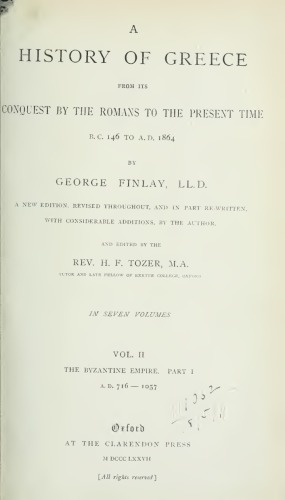 A
HISTORY OF GREECE
FROM ITS
CONQUEST BY THE ROMANS TO THE PRESENT TIME
B.C. 146 TO A.D. 1864
BY
GEORGE FINLAY, LL.D.
A NEW EDITION, REVISED THROUGHOUT, AND IN PART RE-WRITTEN,
WITH CONSIDERABLE ADDITIONS, BY THE AUTHOR,
AND EDITED BY THE
REV. H. F. TOZER, M.A.
TUTOR AND LATE FELLOW OF EXETER COLLEGE, OXFORD
IN SEVEN VOLUMES
VOL. II
THE BYZANTINE EMPIRE. PART I
A.D. 716 — 1057
Oxford
AT THE CLARENDON PRESS
M DCCC LXXVII
[All rights reserved]